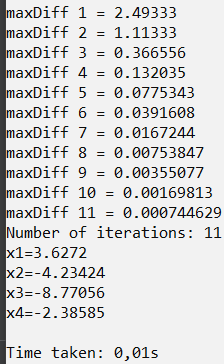 maxDiff 1 = 2.49333
maxDiff 2 = 1.11333
maxDiff 3 = 0.366556
maxDiff 4 = 0.132035
maxDiff 5 = 0.0775343
maxDiff 6 = 0.0391608
maxDiff 7 = 0.0167244
maxDiff 8 = 0.00753847
maxDiff 9 = 0.00355077
maxDiff 10 = 0.00169813
maxDiff 11 = 0.000744629
Number of iterations: 11
x1=3.6272
x2=-4.23424
x3=-8.77056
x4=-2.38585
Time taken: 0,01s